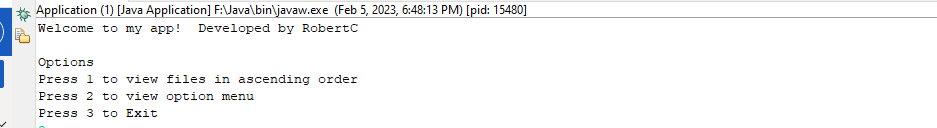 Application (1) [Java Application] F:\Java\bin\javaw.exe (Feb 5, 2023, 6:48:13 PM) [pid: 15480]
Welcome to my app!  Developed by RobertC
Options
Press 1 to view files in ascending order
Press 2 to view option menu
Press 3 to Exit